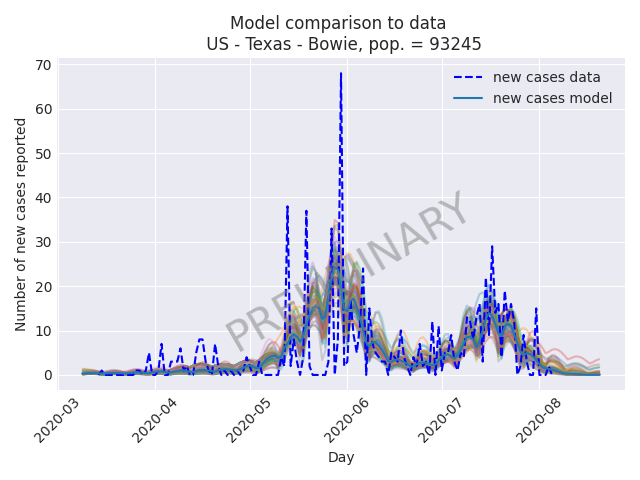 Model comparison to data
US - Texas - Bowie, pop. = 93245
new cases data
new cases model
Number of new cases reported
70
60
50
40
30
20
10
0
PRELIMINARY
2020-03
2020-04
2020-05
2020-06
2020-07
2020-08
Day